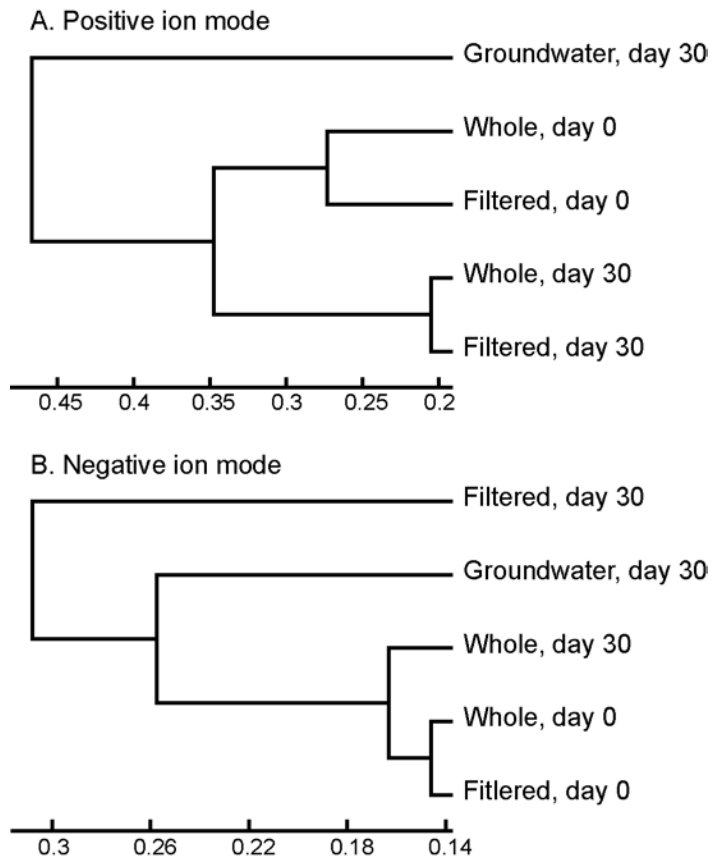 A. Positive ion mode
Groundwater, day 30
Whole, day 0
Filtered, day 0
Whole, day 30
Filtered, day 30
0.45 0.4 0.35 0.3 0.25 0.2
B. Negative ion mode
Filtered, day 30
Groundwater, day 30
Whole, day 30
Whole, day 0
Fitlered, day 0
0.3 0.26 0.22 0.18 0.14